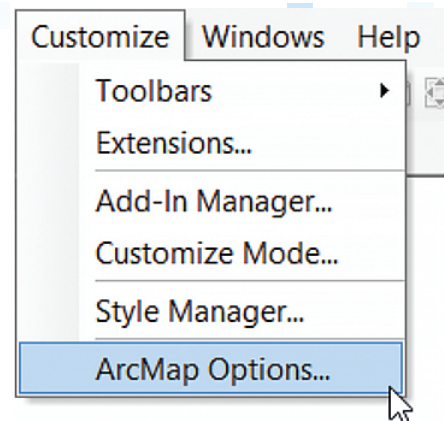 Customize Windows Help
Toolbars
Extensions...
Add-In Manager...
Customize Mode...
Style Manager...
ArcMap Options...